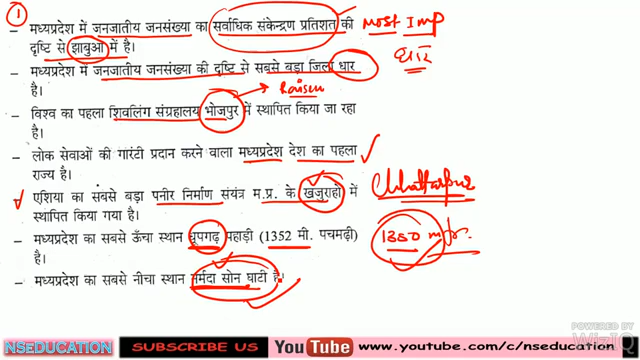 1
– मध्यप्रदेश में जनजातीय जनसंख्या का सर्वाधिक संकेन्द्रण प्रतिशत की Most Imp
दृष्टि से झाबुआ में है। धार
– मध्यप्रदेश में जनजातीय जनसंख्या की दृष्टि से सबसे बड़ा जिला धार
है। Raisen
– विश्व का पहला शिवलिंग संग्रहालय भोजपुर में स्थापित किया जा रहा
है।
– लोक सेवाओं की गारंटी प्रदान करने वाला मध्यप्रदेश देश का पहला
राज्य है।
– एशिया का सबसे बड़ा पनीर निर्माण संयंत्र म.प्र. के खजुराहो में Chhattarpur
स्थापित किया गया है।
– मध्यप्रदेश का सबसे ऊँचा स्थान धूपगढ़ पहाड़ी (1352 मी. पचमढ़ी) 1350 mtr.
है।
– मध्यप्रदेश का सबसे नीचा स्थान नर्मदा सोन घाटी है।
NSEDUCATION SUBSCRIBE US YouTube www.youtube.com/c/nseducation
POWERED BY